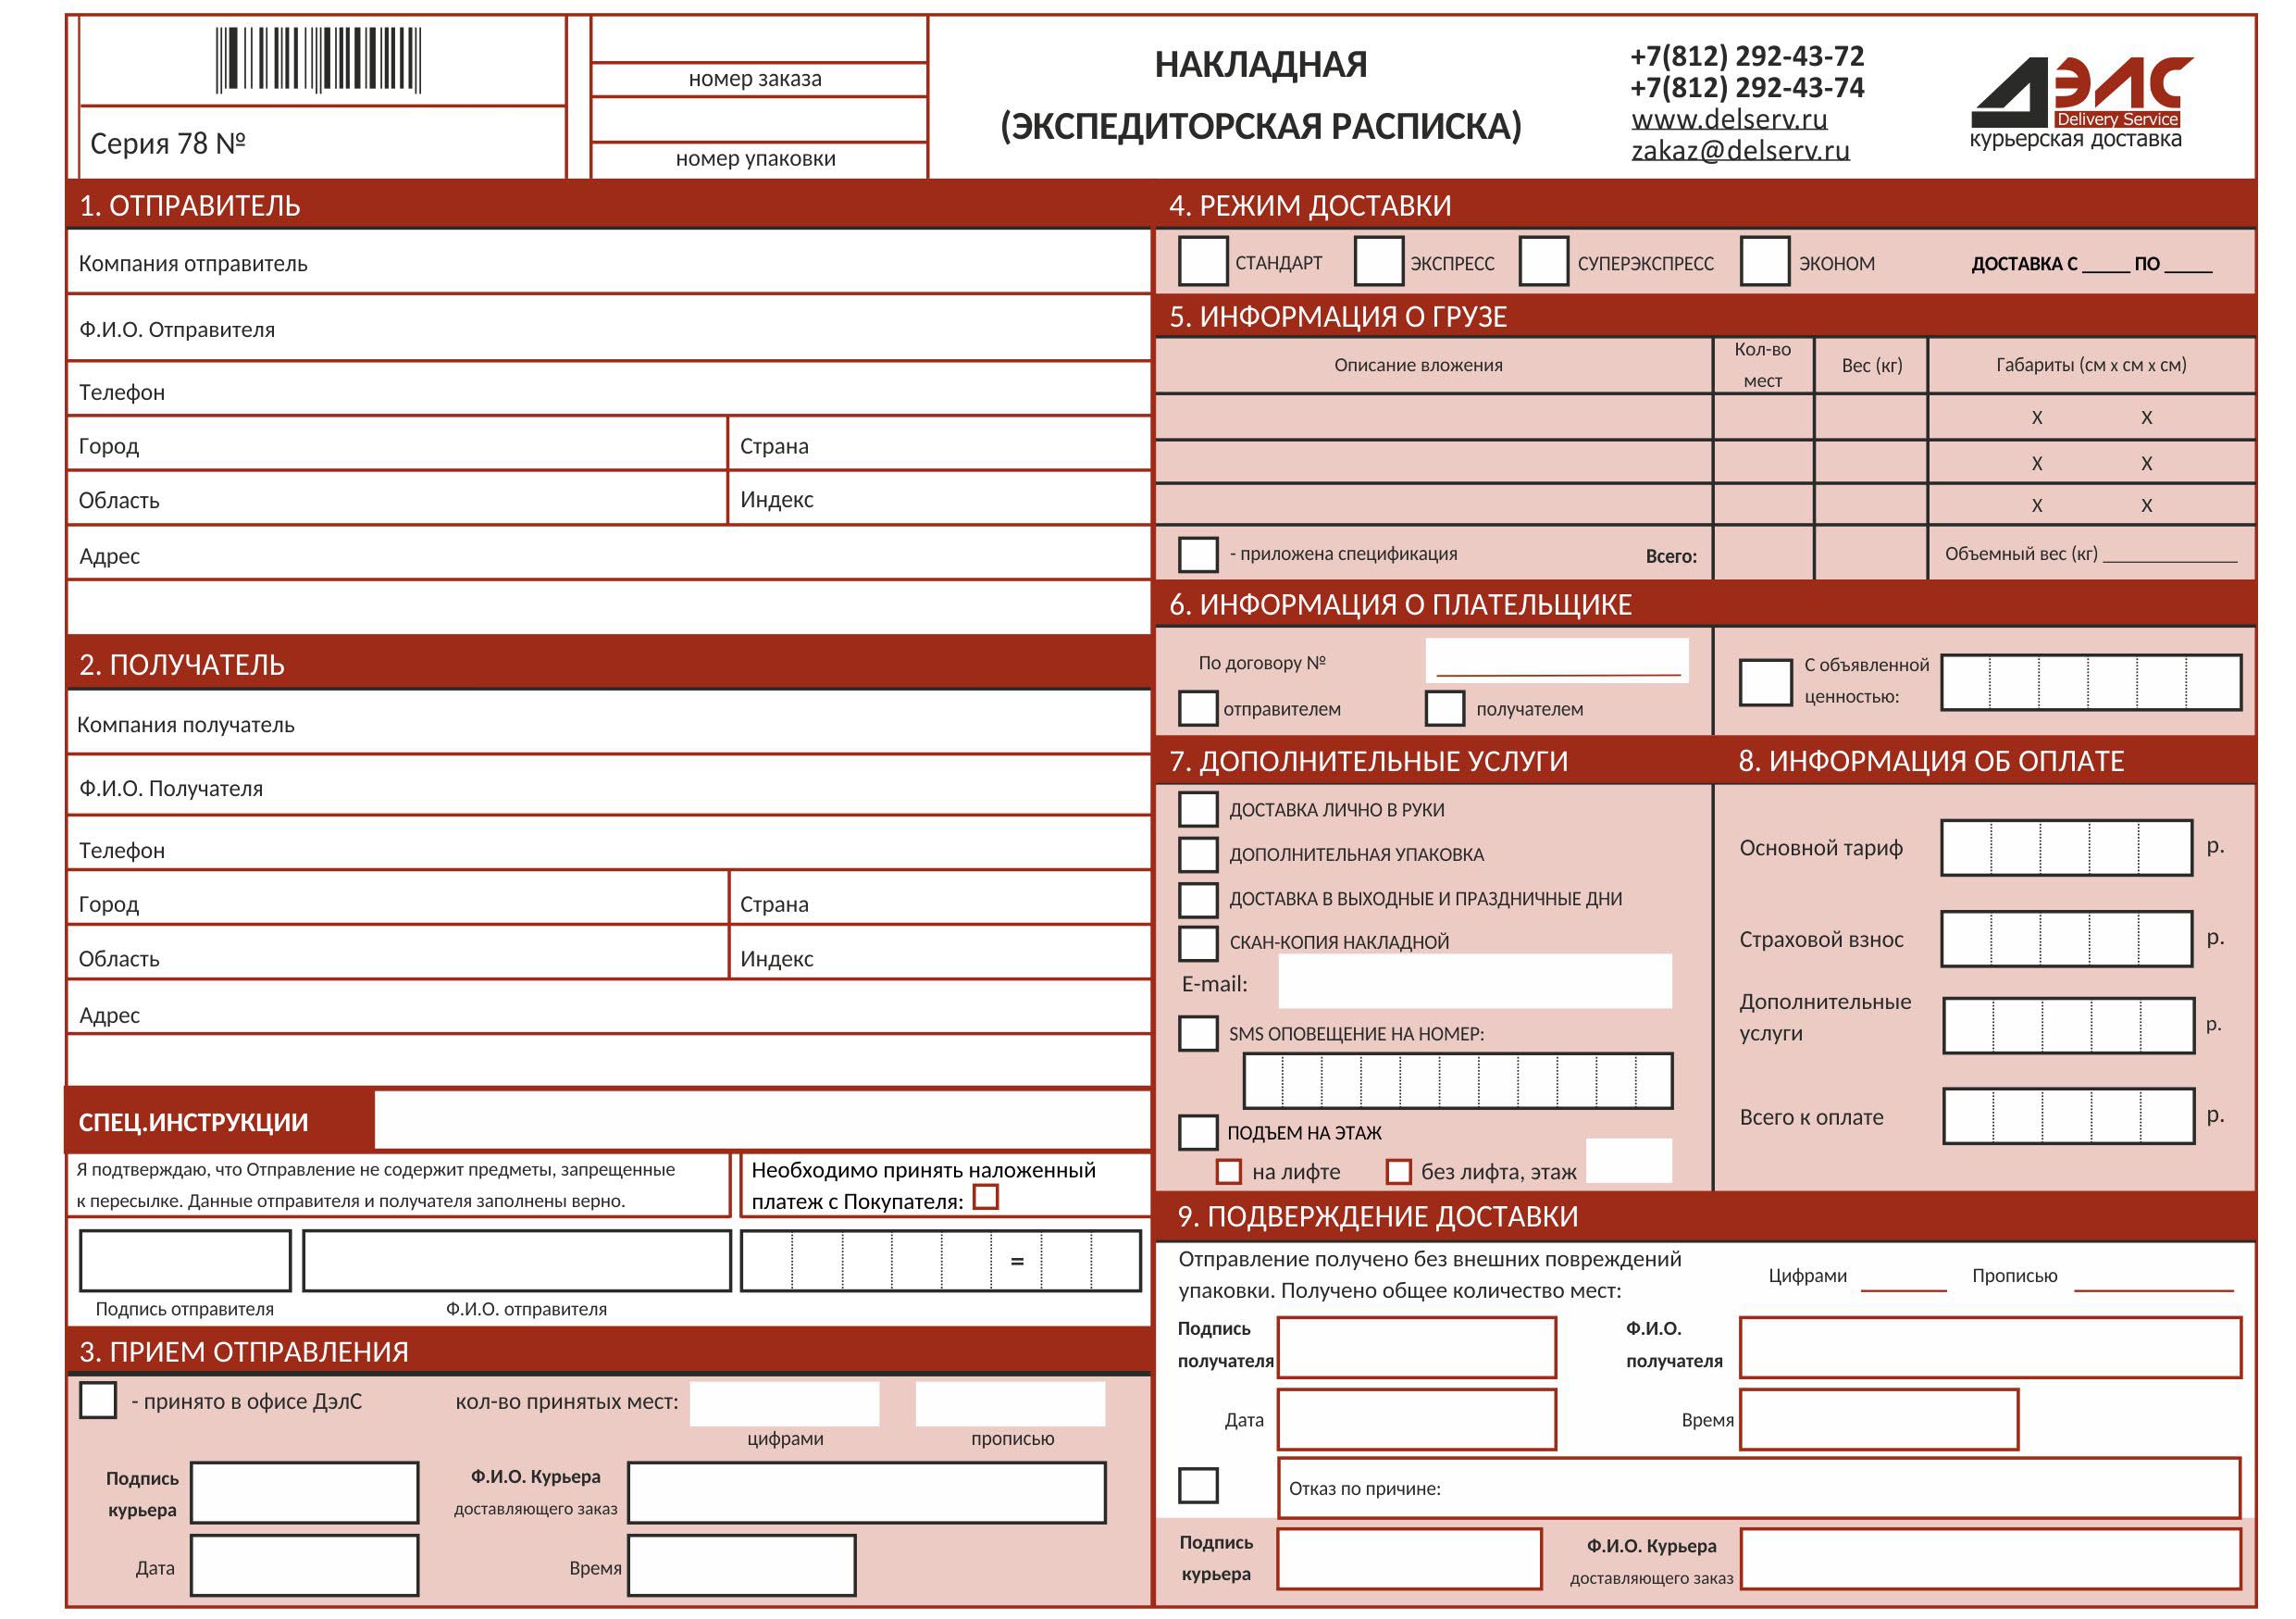 Серия 78 №
номер заказа
номер упаковки
НАКЛАДНАЯ
(ЭКСПЕДИТОРСКАЯ РАСПИСКА)
+7(812) 292-43-72
+7(812) 292-43-74
www.delserv.ru
zakaz@delserv.ru
ДЭЛС
Delivery Service
курьерская доставка
1. ОТПРАВИТЕЛЬ
Компания отправитель
Ф.И.О. Отправителя
Телефон
Город Страна
Область Индекс
Адрес
2. ПОЛУЧАТЕЛЬ
Компания получатель
Ф.И.О. Получателя
Телефон
Город Страна
Область Индекс
Адрес
СПЕЦ.ИНСТРУКЦИИ
Я подтверждаю, что Отправление не содержит предметы, запрещенные
к пересылке. Данные отправителя и получателя заполнены верно.
Необходимо принять наложенный
платеж с Покупателя:
=
Подпись отправителя Ф.И.О. отправителя
3. ПРИЕМ ОТПРАВЛЕНИЯ
- принято в офисе ДэлС кол-во принятых мест:
цифрами прописью
Подпись
курьера
Ф.И.О. Курьера
доставляющего заказ
Дата Время
4. РЕЖИМ ДОСТАВКИ
СТАНДАРТ ЭКСПРЕСС СУПЕРЭКСПРЕСС ЭКОНОМ ДОСТАВКА С _____ ПО _____
5. ИНФОРМАЦИЯ О ГРУЗЕ
Описание вложения
Кол-во
мест
Вес (кг)
Габариты (см х см х см)
X X
X X
X X
- приложена спецификация Всего: Объемный вес (кг) ______________
6. ИНФОРМАЦИЯ О ПЛАТЕЛЬЩИКЕ
По договору №
отправителем получателем
С объявленной
ценностью:
7. ДОПОЛНИТЕЛЬНЫЕ УСЛУГИ
ДОСТАВКА ЛИЧНО В РУКИ
ДОПОЛНИТЕЛЬНАЯ УПАКОВКА
ДОСТАВКА В ВЫХОДНЫЕ И ПРАЗДНИЧНЫЕ ДНИ
СКАН-КОПИЯ НАКЛАДНОЙ
E-mail:
SMS ОПОВЕЩЕНИЕ НА НОМЕР:
ПОДЪЕМ НА ЭТАЖ
на лифте без лифта, этаж
8. ИНФОРМАЦИЯ ОБ ОПЛАТЕ
Основной тариф р.
Страховой взнос р.
Дополнительные
услуги р.
Всего к оплате р.
9. ПОДВЕРЖДЕНИЕ ДОСТАВКИ
Отправление получено без внешних повреждений
упаковки. Получено общее количество мест:
Цифрами Прописью
Подпись
получателя
Ф.И.О.
получателя
Дата Время
Отказ по причине:
Подпись
курьера
Ф.И.О. Курьера
доставляющего заказ